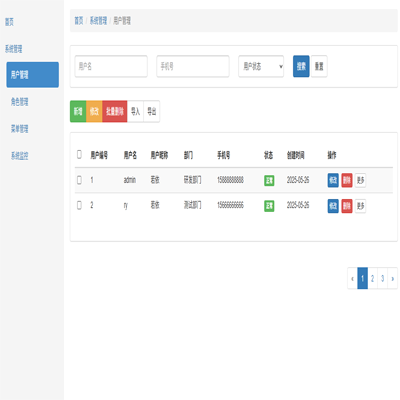 首页
系统管理
用户管理
角色管理
菜单管理
系统监控
首页 / 系统管理 / 用户管理
用户名 手机号 用户状态 搜索 重置
新增 修改 批量删除 导入 导出
用户编号 用户名 用户昵称 部门 手机号 状态 创建时间 操作
1 admin 若依 研发部门 15888888888 正常 2025-05-26 修改 删除 更多
2 ry 若依 测试部门 15666666666 正常 2025-05-26 修改 删除 更多
« 1 2 3 »